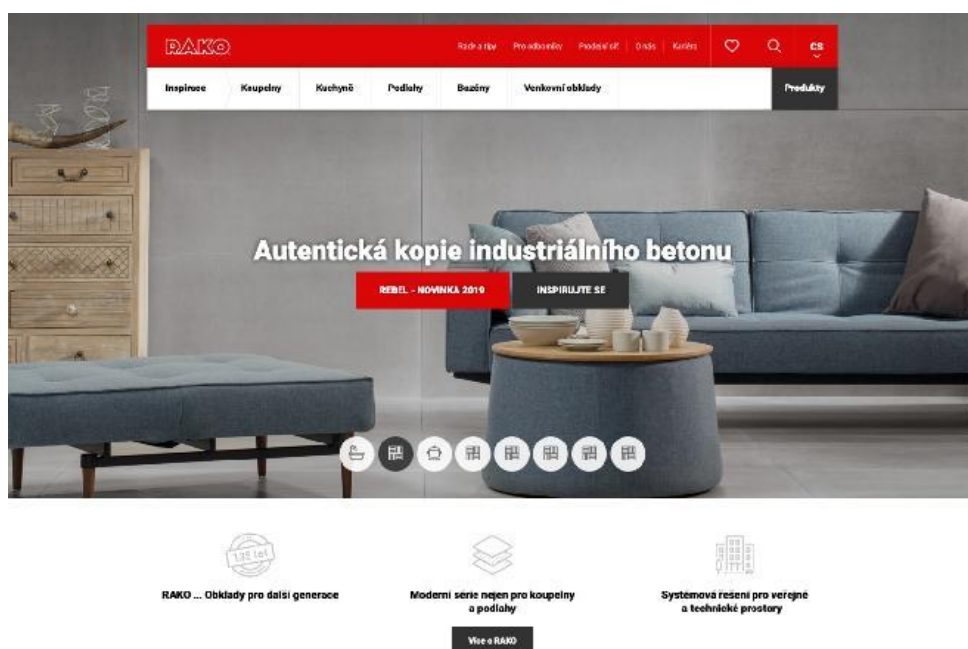 RAKO
Rady a tipy Pro odborníky Prodejní síť O nás Kariéra CS
Inspirace Koupelny Kuchyně Podlahy Bazény Venkovní obklady Produkty
Autentická kopie industriálního betonu
REBEL - NOVINKA 2019 INSPIRUJTE SE
135 let
RAKO ... Obklady pro další generace
Moderní série nejen pro koupelny
a podlahy
Systémová řešení pro veřejné
a technické prostory
Více o RAKO